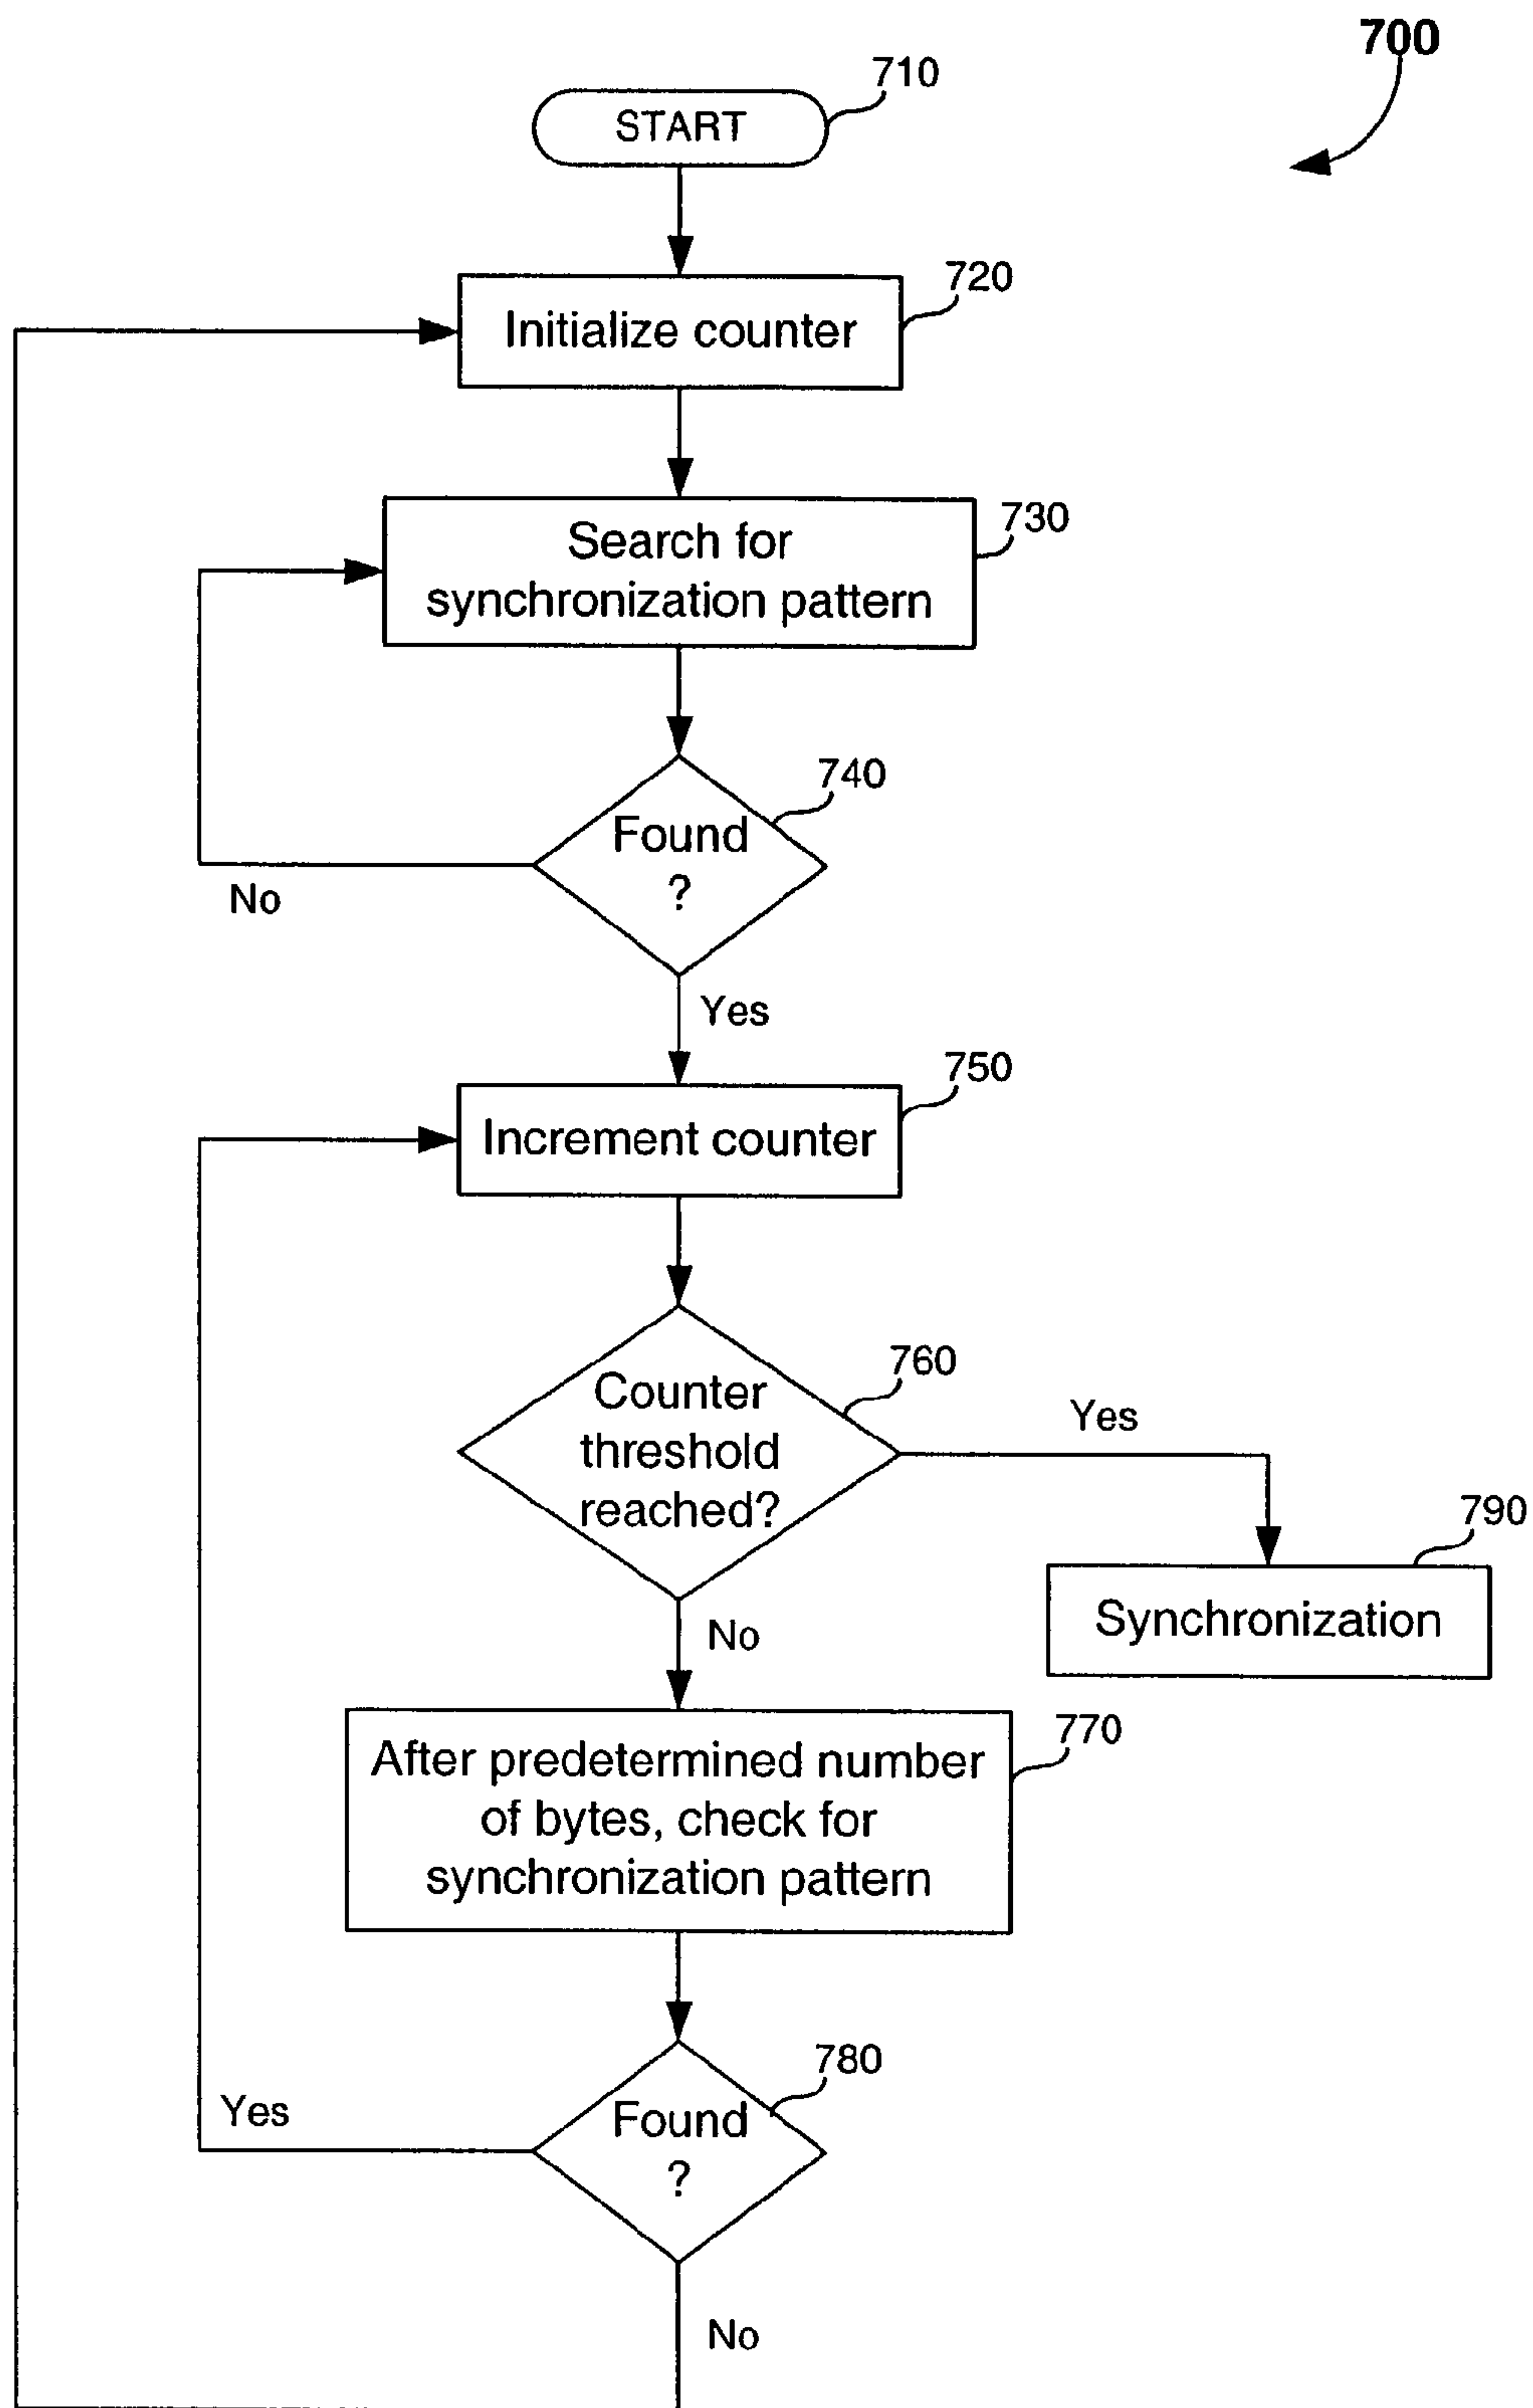 700
710
START
720
Initialize counter
730
Search for
synchronization pattern
740
Found
?
No
Yes
750
Increment counter
760
Counter
threshold
reached?
Yes
790
Synchronization
No
770
After predetermined number
of bytes, check for
synchronization pattern
780
Found
?
Yes
No